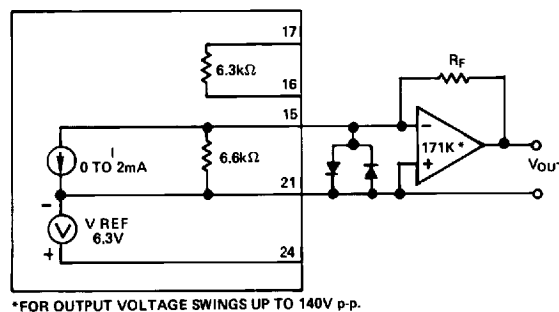 17
6.3kΩ
16
15
I
0 TO 2mA
6.6kΩ
21
-
V
V REF
6.3V
+
24
RF
-
171K *
+
VOUT
*FOR OUTPUT VOLTAGE SWINGS UP TO 140V p-p.